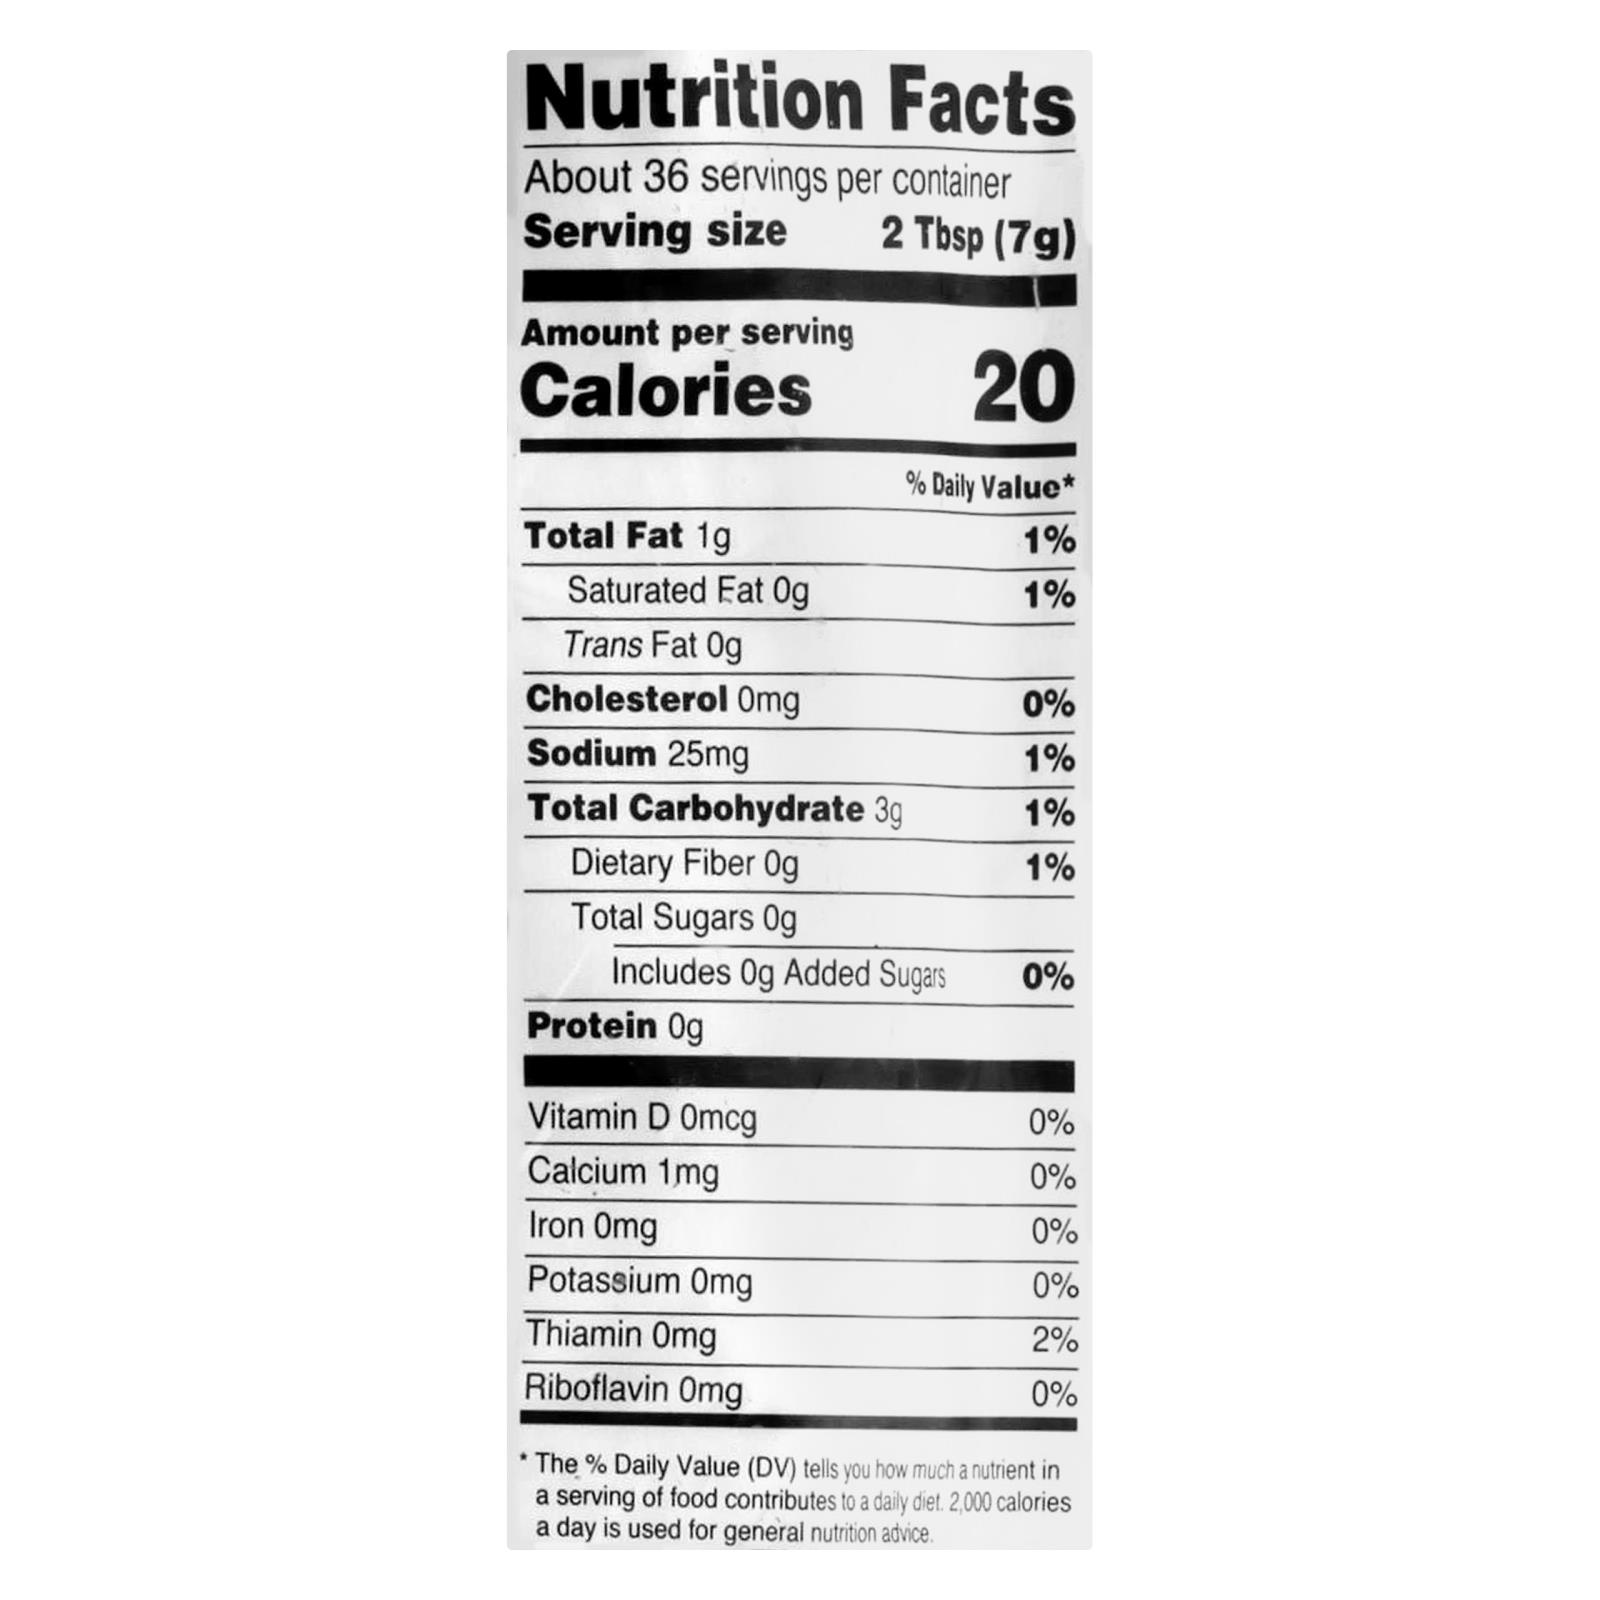 Nutrition Facts
About 36 servings per container
Serving size 2 Tbsp (7g)
Amount per serving
Calories 20
% Daily Value*
Total Fat 1g 1%
Saturated Fat 0g 1%
Trans Fat 0g
Cholesterol 0mg 0%
Sodium 25mg 1%
Total Carbohydrate 3g 1%
Dietary Fiber 0g 1%
Total Sugars 0g
Includes 0g Added Sugars 0%
Protein 0g
Vitamin D 0mcg 0%
Calcium 1mg 0%
Iron 0mg 0%
Potassium 0mg 0%
Thiamin 0mg 2%
Riboflavin 0mg 0%
* The % Daily Value (DV) tells you how much a nutrient in
a serving of food contributes to a daily diet. 2,000 calories
a day is used for general nutrition advice.